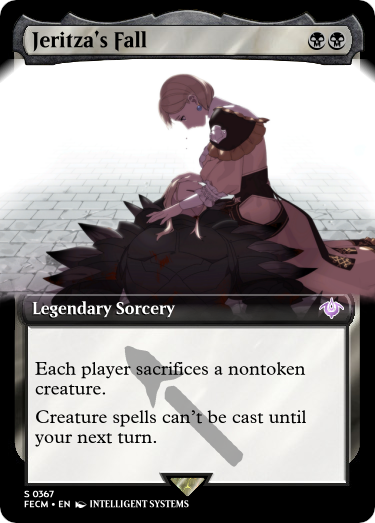 Jeritza's Fall
Legendary Sorcery
Each player sacrifices a nontoken
creature.
Creature spells can't be cast until
your next turn.
S 0367
FECM • EN INTELLIGENT SYSTEMS